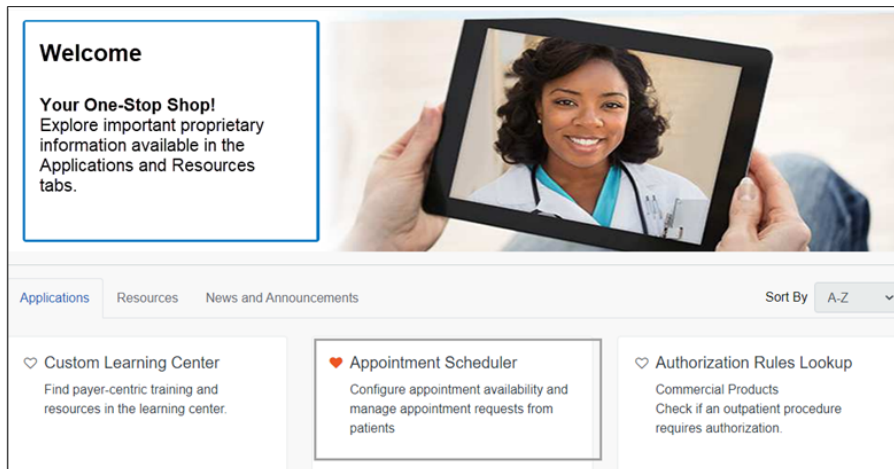 Welcome
Your One-Stop Shop!
Explore important proprietary
information available in the
Applications and Resources
tabs.
Applications Resources News and Announcements Sort By A-Z
Custom Learning Center
Find payer-centric training and
resources in the learning center.
Appointment Scheduler
Configure appointment availability and
manage appointment requests from
patients
Authorization Rules Lookup
Commercial Products
Check if an outpatient procedure
requires authorization.